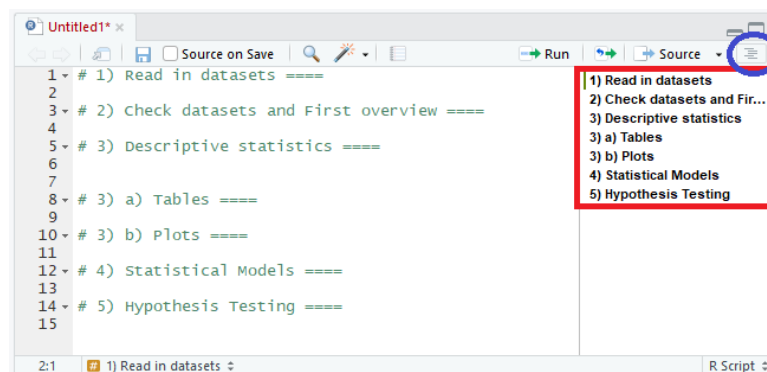 Untitled1* ×
Source on Save Run Source
1 # 1) Read in datasets ====
2
3 # 2) Check datasets and First overview ====
4
5 # 3) Descriptive statistics ====
6
7
8 # 3) a) Tables ====
9
10 # 3) b) Plots ====
11
12 # 4) Statistical Models ====
13
14 # 5) Hypothesis Testing ====
15
1) Read in datasets
2) Check datasets and Fir...
3) Descriptive statistics
3) a) Tables
3) b) Plots
4) Statistical Models
5) Hypothesis Testing
2:1 # 1) Read in datasets R Script